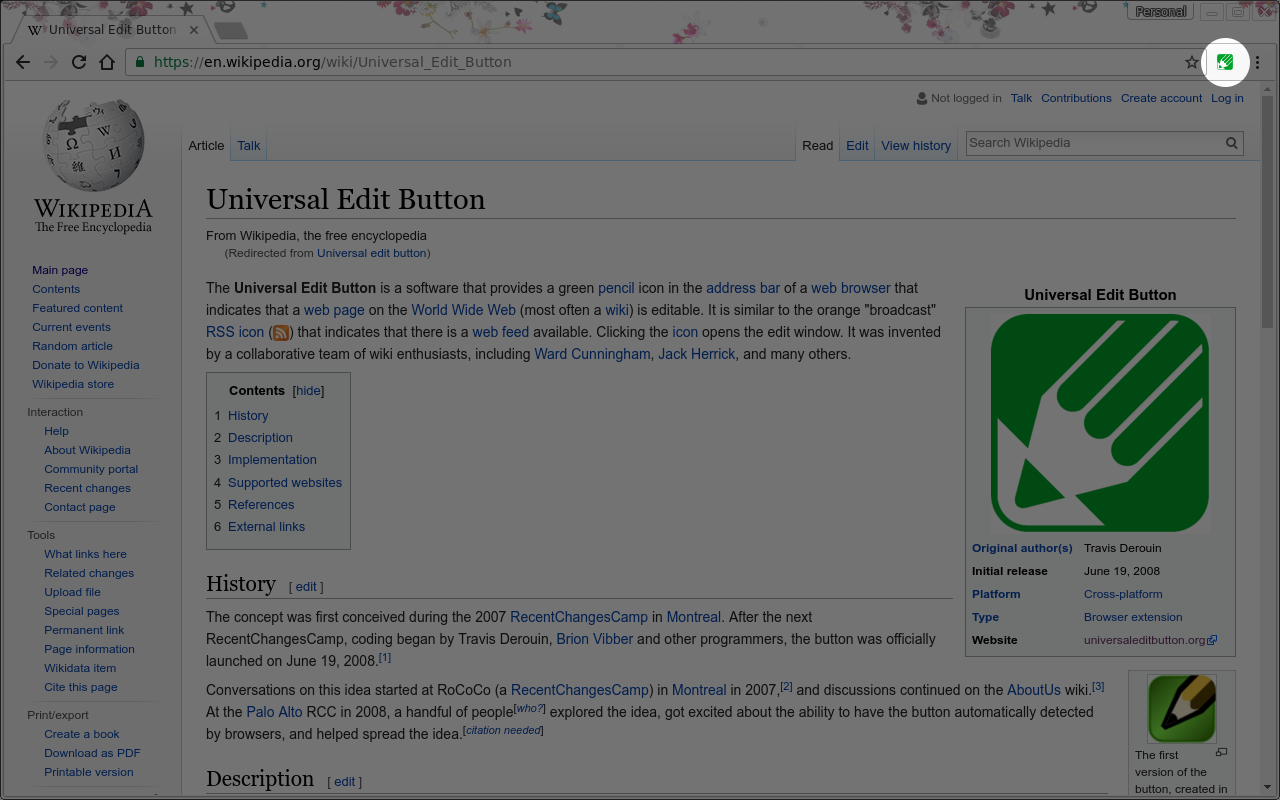 Personal
Universal Edit Button
https://en.wikipedia.org/wiki/Universal_Edit_Button
Not logged in Talk Contributions Create account Log in
Article Talk Read Edit View history Search Wikipedia
WIKIPEDIA
The Free Encyclopedia
Main page
Contents
Featured content
Current events
Random article
Donate to Wikipedia
Wikipedia store
Interaction
Help
About Wikipedia
Community portal
Recent changes
Contact page
Tools
What links here
Related changes
Upload file
Special pages
Permanent link
Page information
Wikidata item
Cite this page
Print/export
Create a book
Download as PDF
Printable version
Universal Edit Button
From Wikipedia, the free encyclopedia
(Redirected from Universal edit button)
The Universal Edit Button is a software that provides a green pencil icon in the address bar of a web browser that
indicates that a web page on the World Wide Web (most often a wiki) is editable. It is similar to the orange "broadcast"
RSS icon () that indicates that there is a web feed available. Clicking the icon opens the edit window. It was invented
by a collaborative team of wiki enthusiasts, including Ward Cunningham, Jack Herrick, and many others.
Contents [hide]
1 History
2 Description
3 Implementation
4 Supported websites
5 References
6 External links
Universal Edit Button
Original author(s) Travis Derouin
Initial release June 19, 2008
Platform Cross-platform
Type Browser extension
Website universaleditbutton.org
History [ edit ]
The concept was first conceived during the 2007 RecentChangesCamp in Montreal. After the next
RecentChangesCamp, coding began by Travis Derouin, Brion Vibber and other programmers, the button was officially
launched on June 19, 2008.[1]
Conversations on this idea started at RoCoCo (a RecentChangesCamp) in Montreal in 2007,[2] and discussions continued on the AboutUs wiki.[3]
At the Palo Alto RCC in 2008, a handful of people[who?] explored the idea, got excited about the ability to have the button automatically detected
by browsers, and helped spread the idea.[citation needed]
The first
version of the
button, created in
Description [ edit ]